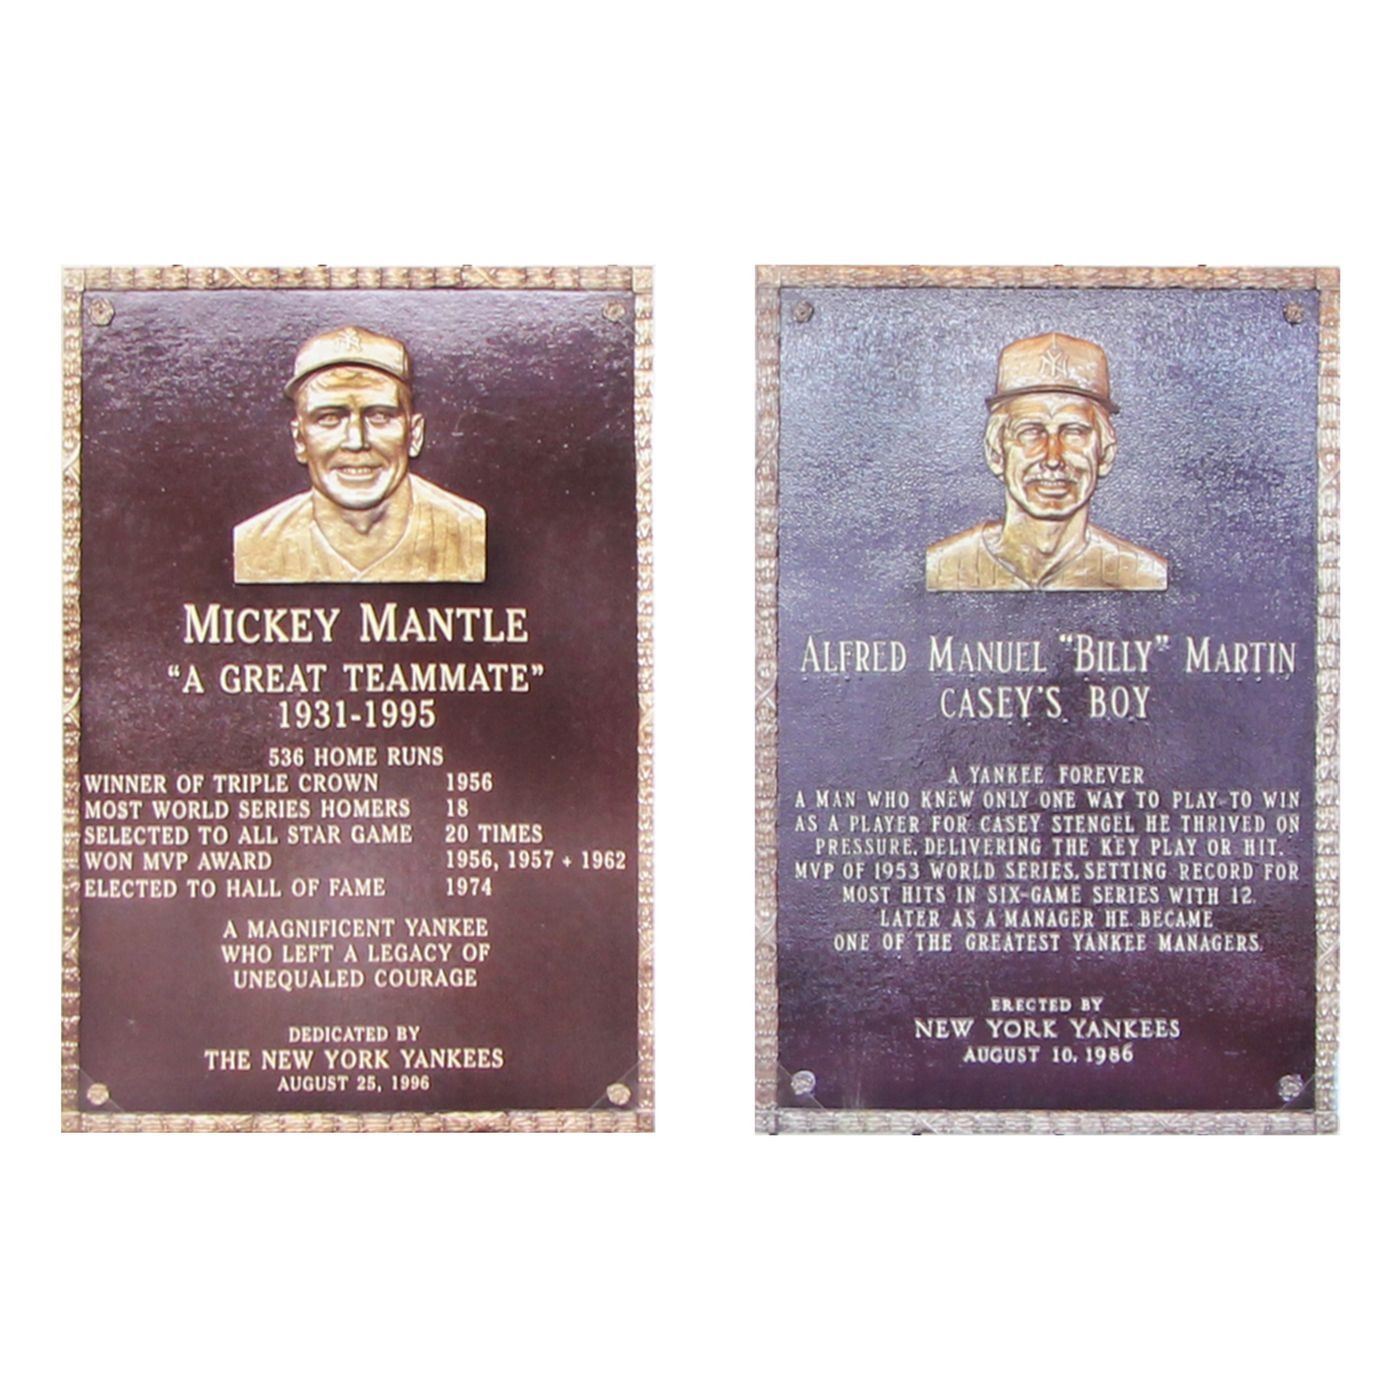 MICKEY MANTLE
"A GREAT TEAMMATE"
1931-1995
536 HOME RUNS
WINNER OF TRIPLE CROWN 1956
MOST WORLD SERIES HOMERS 18
SELECTED TO ALL STAR GAME 20 TIMES
WON MVP AWARD 1956, 1957 + 1962
ELECTED TO HALL OF FAME 1974
A MAGNIFICENT YANKEE
WHO LEFT A LEGACY OF
UNEQUALED COURAGE
DEDICATED BY
THE NEW YORK YANKEES
AUGUST 25, 1996
NY
ALFRED MANUEL "BILLY" MARTIN
CASEY'S BOY
A YANKEE FOREVER
A MAN WHO KNEW ONLY ONE WAY TO PLAY-TO WIN
AS A PLAYER FOR CASEY STENGEL HE THRIVED ON
PRESSURE, DELIVERING THE KEY PLAY OR HIT.
MVP OF 1953 WORLD SERIES, SETTING RECORD FOR
MOST HITS IN SIX-GAME SERIES WITH 12.
LATER AS A MANAGER HE BECAME
ONE OF THE GREATEST YANKEE MANAGERS.
ERECTED BY
NEW YORK YANKEES
AUGUST 10, 1986